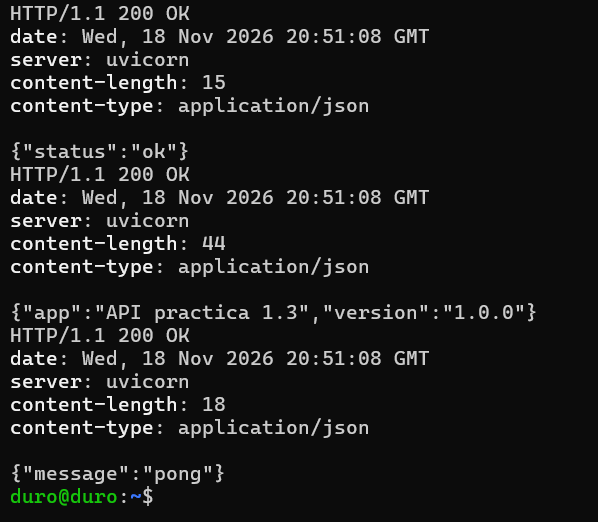 HTTP/1.1 200 OK
date: Wed, 18 Nov 2026 20:51:08 GMT
server: uvicorn
content-length: 15
content-type: application/json

{"status":"ok"}
HTTP/1.1 200 OK
date: Wed, 18 Nov 2026 20:51:08 GMT
server: uvicorn
content-length: 44
content-type: application/json

{"app":"API practica 1.3","version":"1.0.0"}
HTTP/1.1 200 OK
date: Wed, 18 Nov 2026 20:51:08 GMT
server: uvicorn
content-length: 18
content-type: application/json

{"message":"pong"}
duro@duro:~$